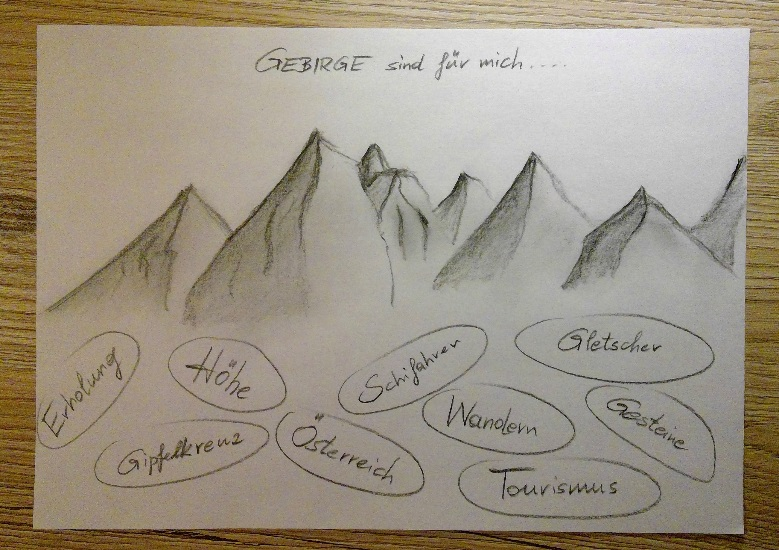 GEBIRGE sind für mich....
Erholung
Höhe
Schifahren
Gletscher
Gipfelkreuz
Österreich
Wandern
Gesteine
Tourismus